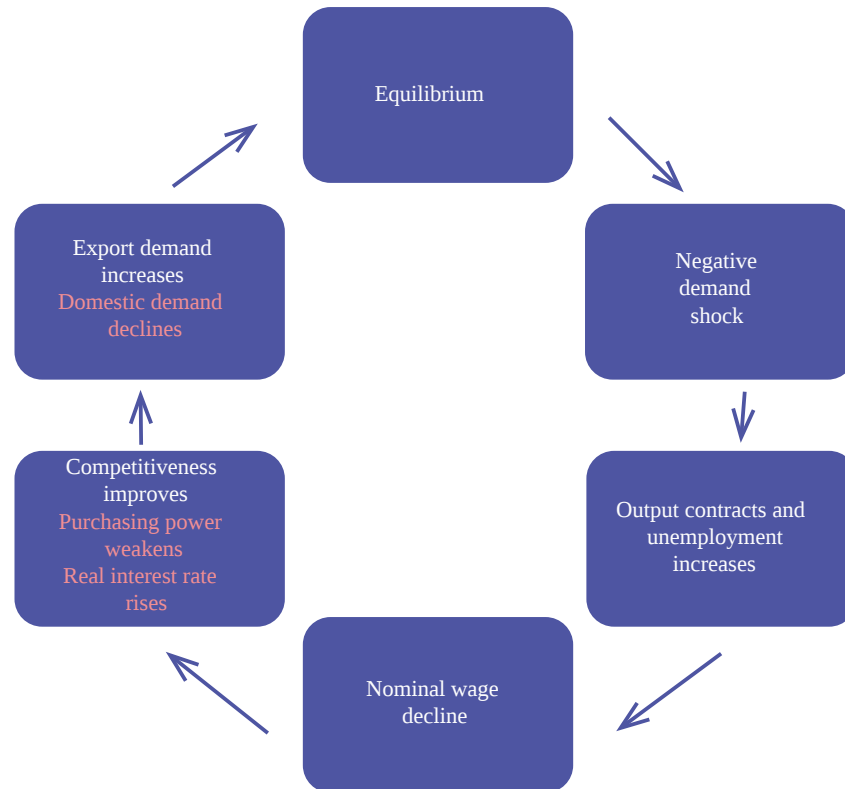 Equilibrium
Negative
demand
shock
Output contracts and
unemployment
increases
Nominal wage
decline
Competitiveness
improves
Purchasing power
weakens
Real interest rate
rises
Export demand
increases
Domestic demand
declines